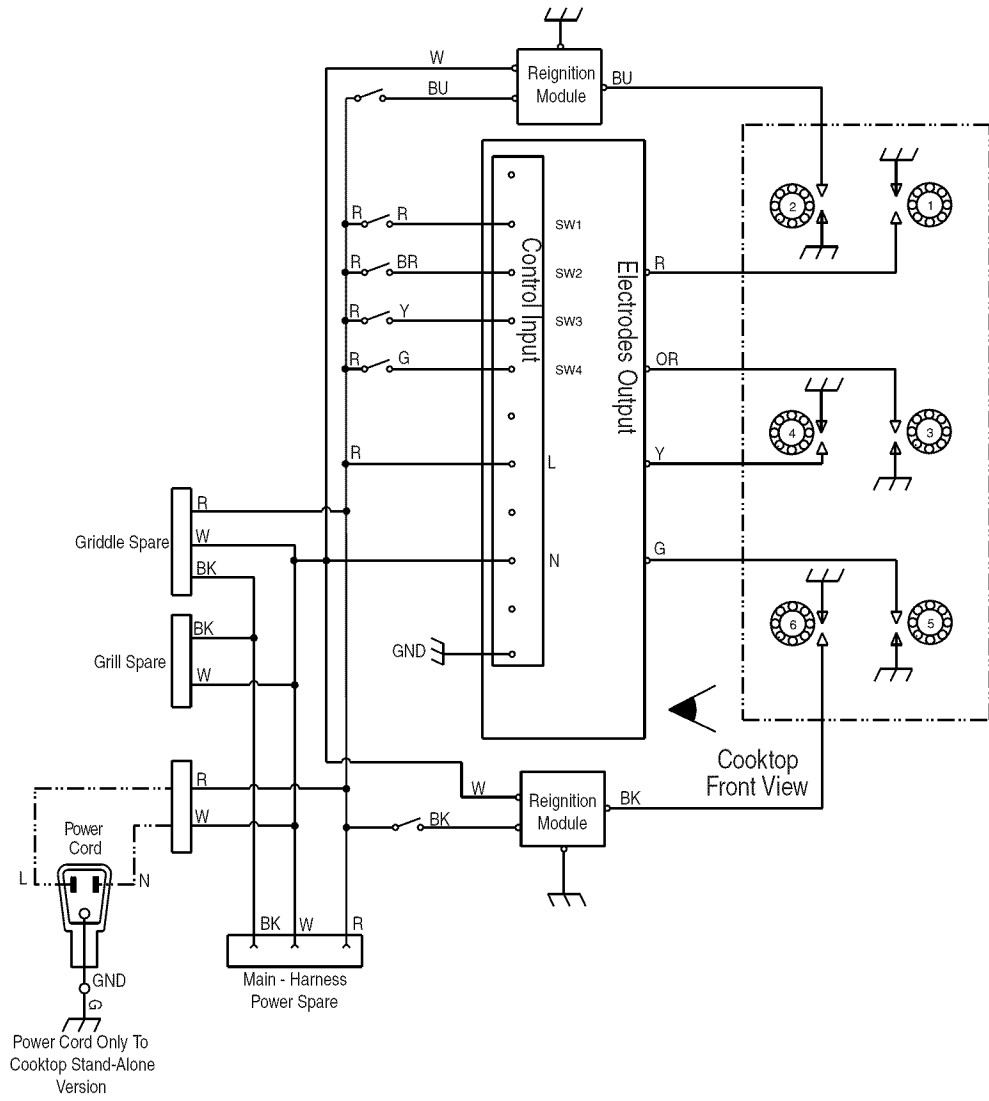 W
Reignition
Module
BU
BU
2
1
R
R
SW1
R
BR
SW2
R
R
Y
SW3
R
G
SW4
Control Input
Electrodes Output
OR
4
3
R
L
Y
R
Griddle Spare
W
BK
N
G
BK
Grill Spare
W
GND
6
5
Cooktop
Front View
R
W
Reignition
Module
BK
W
BK
Power
Cord
L
N
BK
W
R
Main - Harness
Power Spare
GND
G
Power Cord Only To
Cooktop Stand-Alone
Version